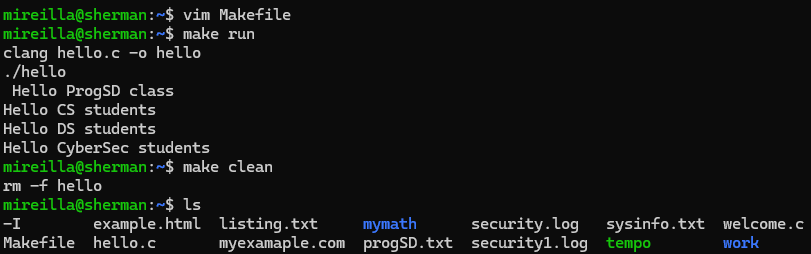 mireilla@sherman:~$ vim Makefile
mireilla@sherman:~$ make run
clang hello.c -o hello
./hello
 Hello ProgSD class
Hello CS students
Hello DS students
Hello CyberSec students
mireilla@sherman:~$ make clean
rm -f hello
mireilla@sherman:~$ ls
-I        example.html  listing.txt     mymath      security.log   sysinfo.txt  welcome.c
Makefile  hello.c       myexamaple.com  progSD.txt  security1.log  tempo        work